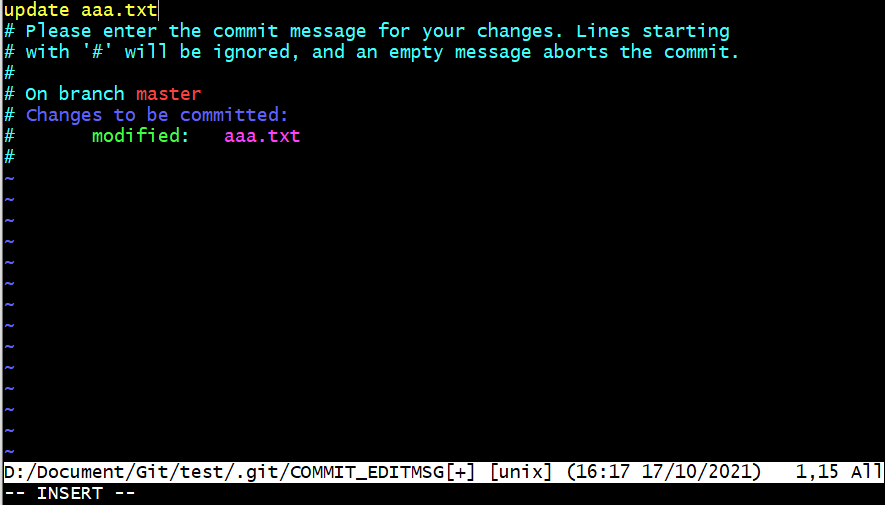 update aaa.txt
# Please enter the commit message for your changes. Lines starting
# with '#' will be ignored, and an empty message aborts the commit.
#
# On branch master
# Changes to be committed:
#       modified:   aaa.txt
#
~
~
~
~
~
~
~
~
~
~
~
~
~
~
D:/Document/Git/test/.git/COMMIT_EDITMSG[+] [unix] (16:17 17/10/2021)   1,15 All
-- INSERT --